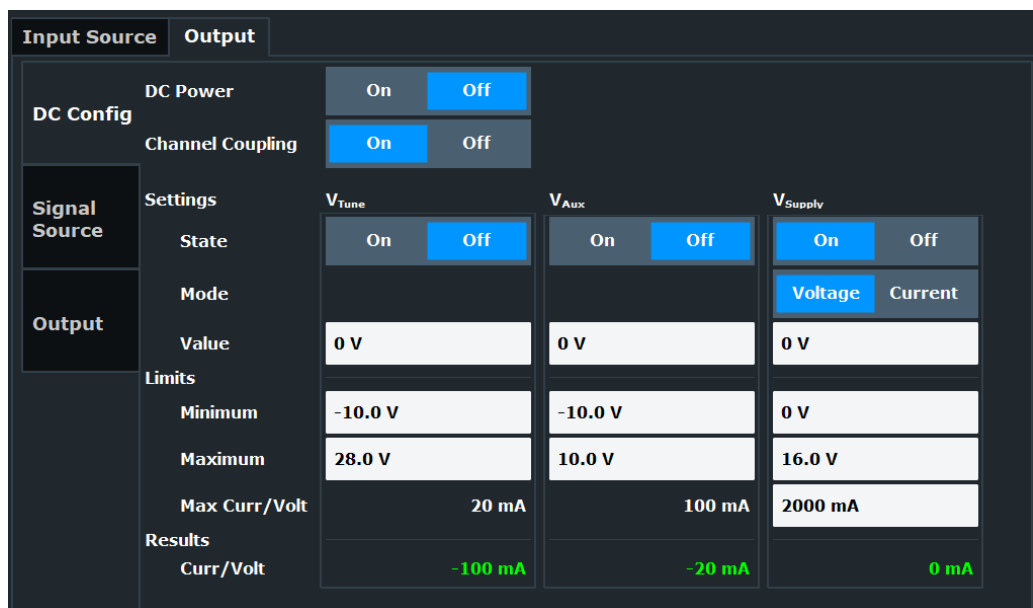 Input Source Output
DC Config
DC Power On Off
Channel Coupling On Off
Signal Source
Settings VTune VAux VSupply
State On Off On Off On Off
Mode Voltage Current
Output
Value 0 V 0 V 0 V
Limits
Minimum -10.0 V -10.0 V 0 V
Maximum 28.0 V 10.0 V 16.0 V
Max Curr/Volt 20 mA 100 mA 2000 mA
Results
Curr/Volt -100 mA -20 mA 0 mA